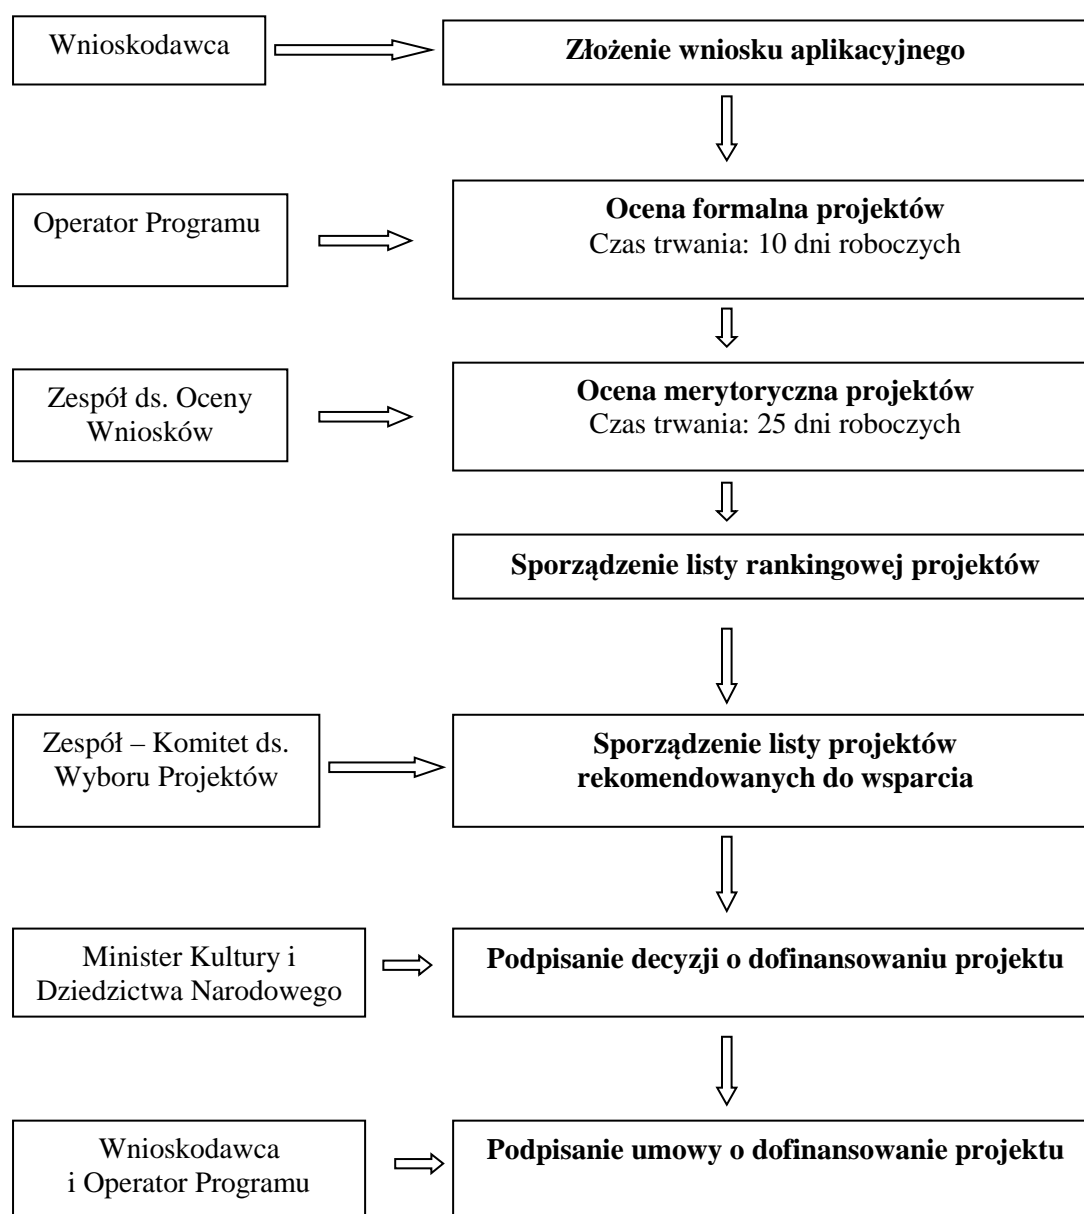 Wnioskodawca
Złożenie wniosku aplikacyjnego
Operator Programu
Ocena formalna projektów
Czas trwania: 10 dni roboczych
Zespół ds. Oceny
Wniosków
Ocena merytoryczna projektów
Czas trwania: 25 dni roboczych
Sporządzenie listy rankingowej projektów
Zespół – Komitet ds.
Wyboru Projektów
Sporządzenie listy projektów
rekomendowanych do wsparcia
Minister Kultury i
Dziedzictwa Narodowego
Podpisanie decyzji o dofinansowaniu projektu
Wnioskodawca
i Operator Programu
Podpisanie umowy o dofinansowanie projektu